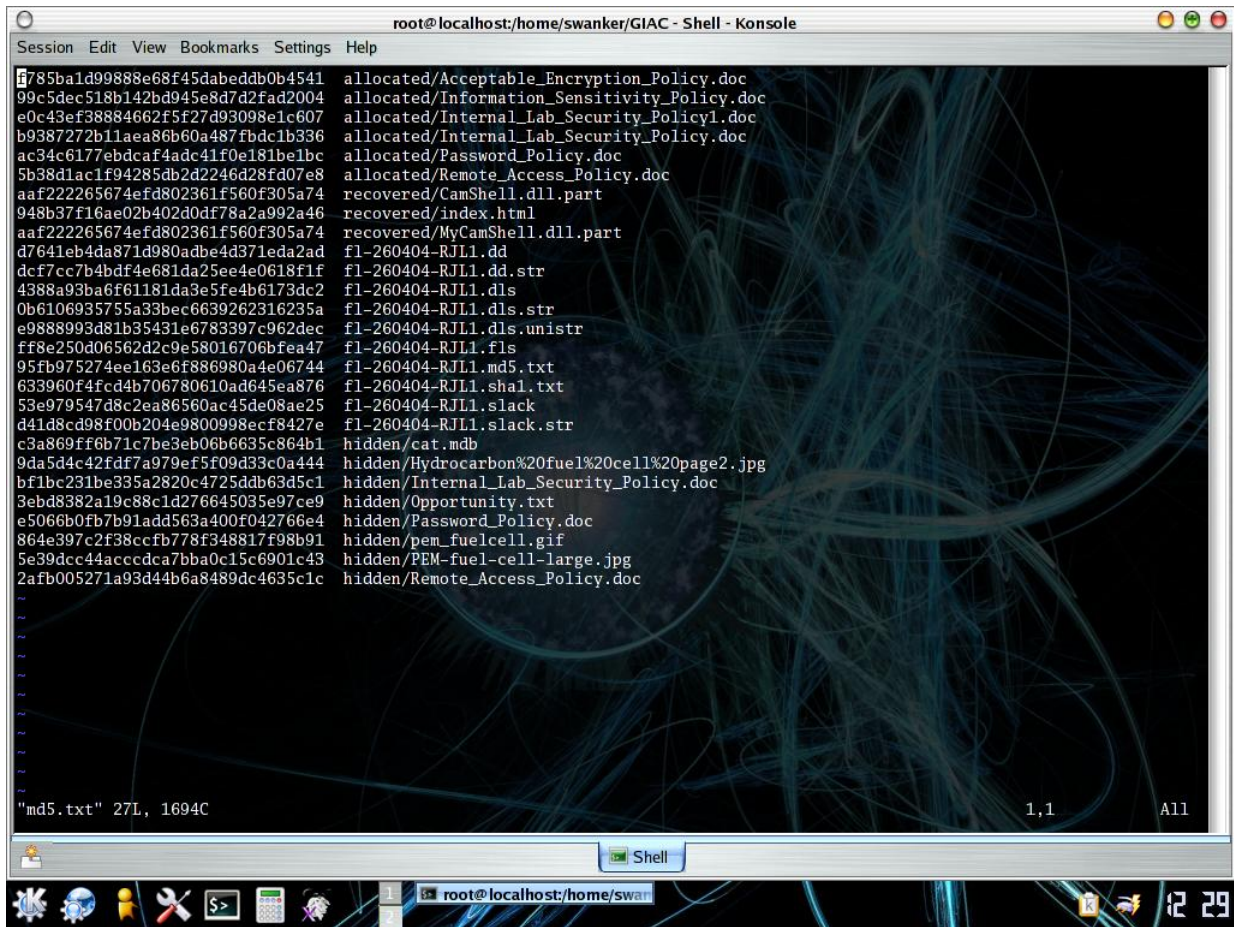 root@localhost:/home/swanker/GIAC - Shell - Konsole
Session Edit View Bookmarks Settings Help
f785ba1d99888e68f45dabeddb0b4541 allocated/Acceptable_Encryption_Policy.doc
99c5dec518b142bd945e8d7d2fad2004 allocated/Information_Sensitivity_Policy.doc
e0c43ef38884662f5f27d93098e1c607 allocated/Internal_Lab_Security_Policy1.doc
b9387272b11aea86b60a487fbdc1b336 allocated/Internal_Lab_Security_Policy.doc
ac34c6177ebdcaf4adc41f0e181be1bc allocated/Password_Policy.doc
5b38d1ac1f94285db2d2246d28fd07e8 allocated/Remote_Access_Policy.doc
aaf222265674efd802361f560f305a74 recovered/CamShell.dll.part
948b37f16ae02b402d0df78a2a992a46 recovered/index.html
aaf222265674efd802361f560f305a74 recovered/MyCamShell.dll.part
d7641eb4da871d980adbe4d371eda2ad fl-260404-RJL1.dd
dcf7cc7b4bdf4e681da25ee4e0618f1f fl-260404-RJL1.dd.str
4388a93ba6f61181da3e5fe4b6173dc2 fl-260404-RJL1.dls
0b6106935755a33bec6639262316235a fl-260404-RJL1.dls.str
e9888993d81b35431e6783397c962dec fl-260404-RJL1.dls.unistr
ff8e250d06562d2c9e58016706bfea47 fl-260404-RJL1.fls
95fb975274ee163e6f886980a4e06744 fl-260404-RJL1.md5.txt
633960f4fcd4b706780610ad645ea876 fl-260404-RJL1.sha1.txt
53e979547d8c2ea86560ac45de08ae25 fl-260404-RJL1.slack
d41d8cd98f00b204e9800998ecf8427e fl-260404-RJL1.slack.str
c3a869ff6b71c7be3eb06b6635c864b1 hidden/cat.mdb
9da5d4c42fdf7a979ef5f09d33c0a444 hidden/Hydrocarbon%20fuel%20cell%20page2.jpg
bf1bc231be335a2820c4725ddb63d5c1 hidden/Internal_Lab_Security_Policy.doc
3ebd8382a19c88c1d276645035e97ce9 hidden/Opportunity.txt
e5066b0fb7b91add563a400f042766e4 hidden/Password_Policy.doc
864e397c2f38ccfb778f348817f98b91 hidden/pem_fuelcell.gif
5e39dcc44acccdca7bba0c15c6901c43 hidden/PEM-fuel-cell-large.jpg
2afb005271a93d44b6a8489dc4635c1c hidden/Remote_Access_Policy.doc
~
~
~
~
~
~
~
~
~
~
~
"md5.txt" 27L, 1694C 1,1 All
Shell
1
2
root@localhost:/home/swan
12 29